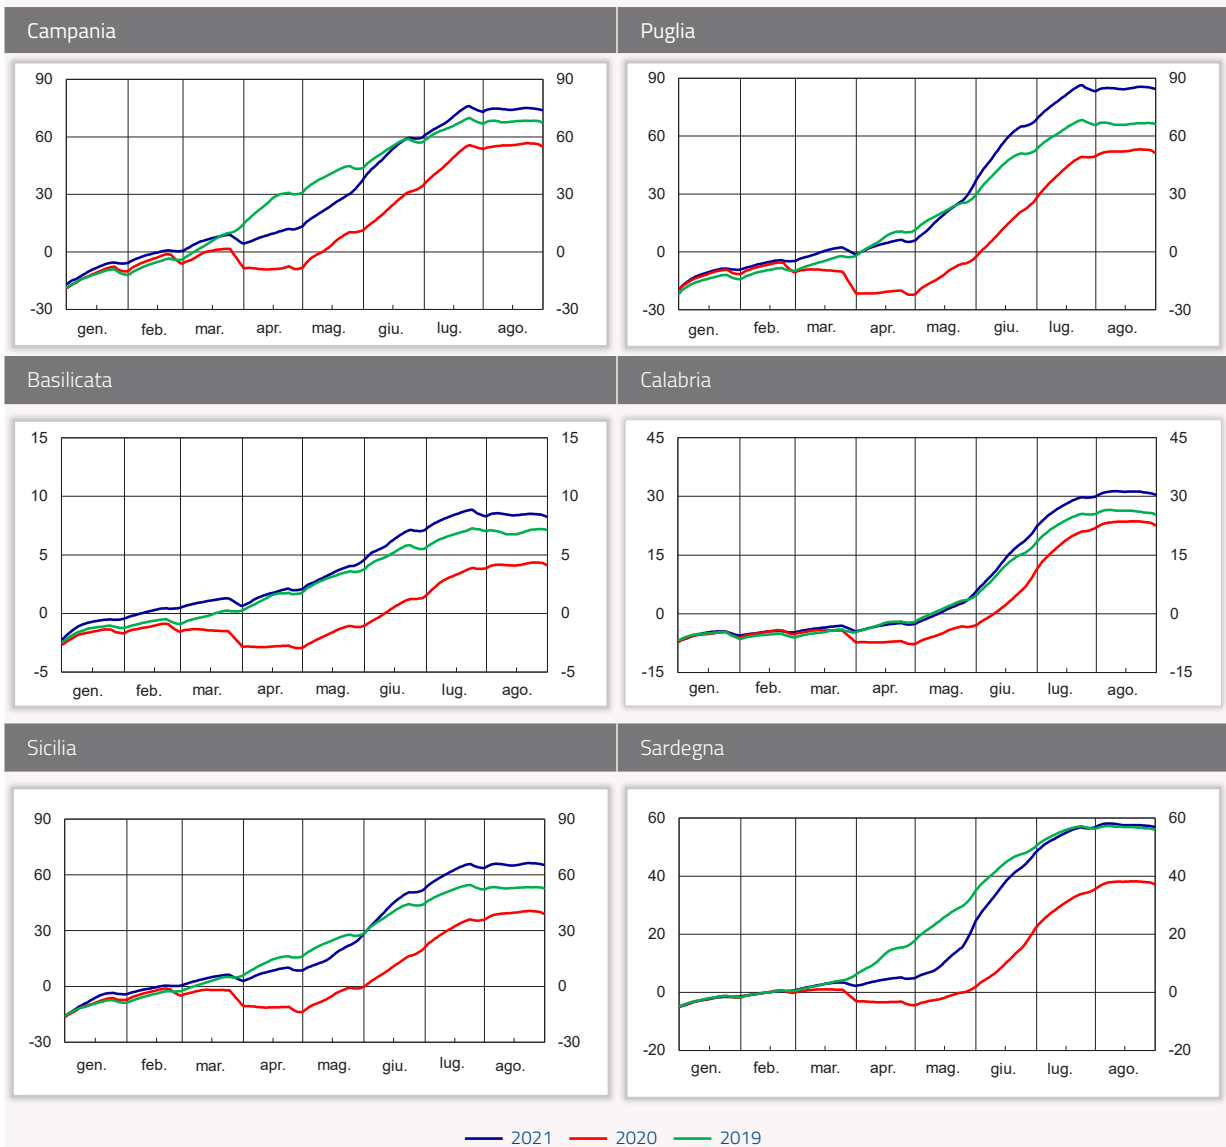 Campania
Puglia
90 90
60 60
30 30
0 0
-30 -30
gen. feb. mar. apr. mag. giu. lug. ago.
90 90
60 60
30 30
0 0
-30 -30
gen. feb. mar. apr. mag. giu. lug. ago.
Basilicata
Calabria
15 15
10 10
5 5
0 0
-5 -5
gen. feb. mar. apr. mag. giu. lug. ago.
45 45
30 30
15 15
0 0
-15 -15
gen. feb. mar. apr. mag. giu. lug. ago.
Sicilia
Sardegna
90 90
60 60
30 30
0 0
-30 -30
gen. feb. mar. apr. mag. giu. lug. ago.
60 60
40 40
20 20
0 0
-20 -20
gen. feb. mar. apr. mag. giu. lug. ago.
2021 2020 2019